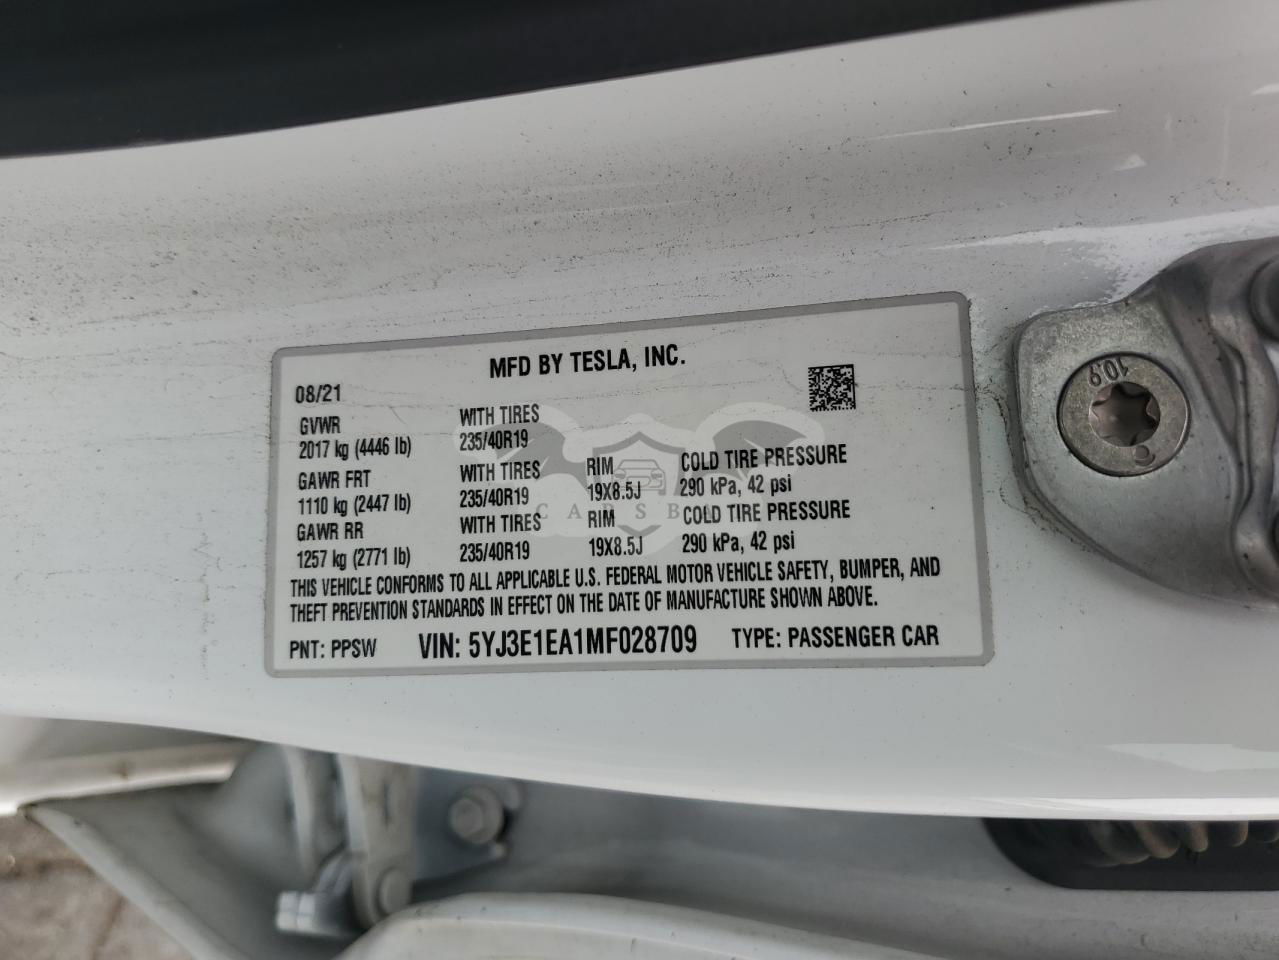 MFD BY TESLA, INC.
08/21
GVWR WITH TIRES
2017 kg (4446 lb) 235/40R19
GAWR FRT WITH TIRES RIM COLD TIRE PRESSURE
1110 kg (2447 lb) 235/40R19 19X8.5J 290 kPa, 42 psi
GAWR RR WITH TIRES RIM COLD TIRE PRESSURE
1257 kg (2771 lb) 235/40R19 19X8.5J 290 kPa, 42 psi
THIS VEHICLE CONFORMS TO ALL APPLICABLE U.S. FEDERAL MOTOR VEHICLE SAFETY, BUMPER, AND
THEFT PREVENTION STANDARDS IN EFFECT ON THE DATE OF MANUFACTURE SHOWN ABOVE.
PNT: PPSW VIN: 5YJ3E1EA1MF028709 TYPE: PASSENGER CAR
10.9